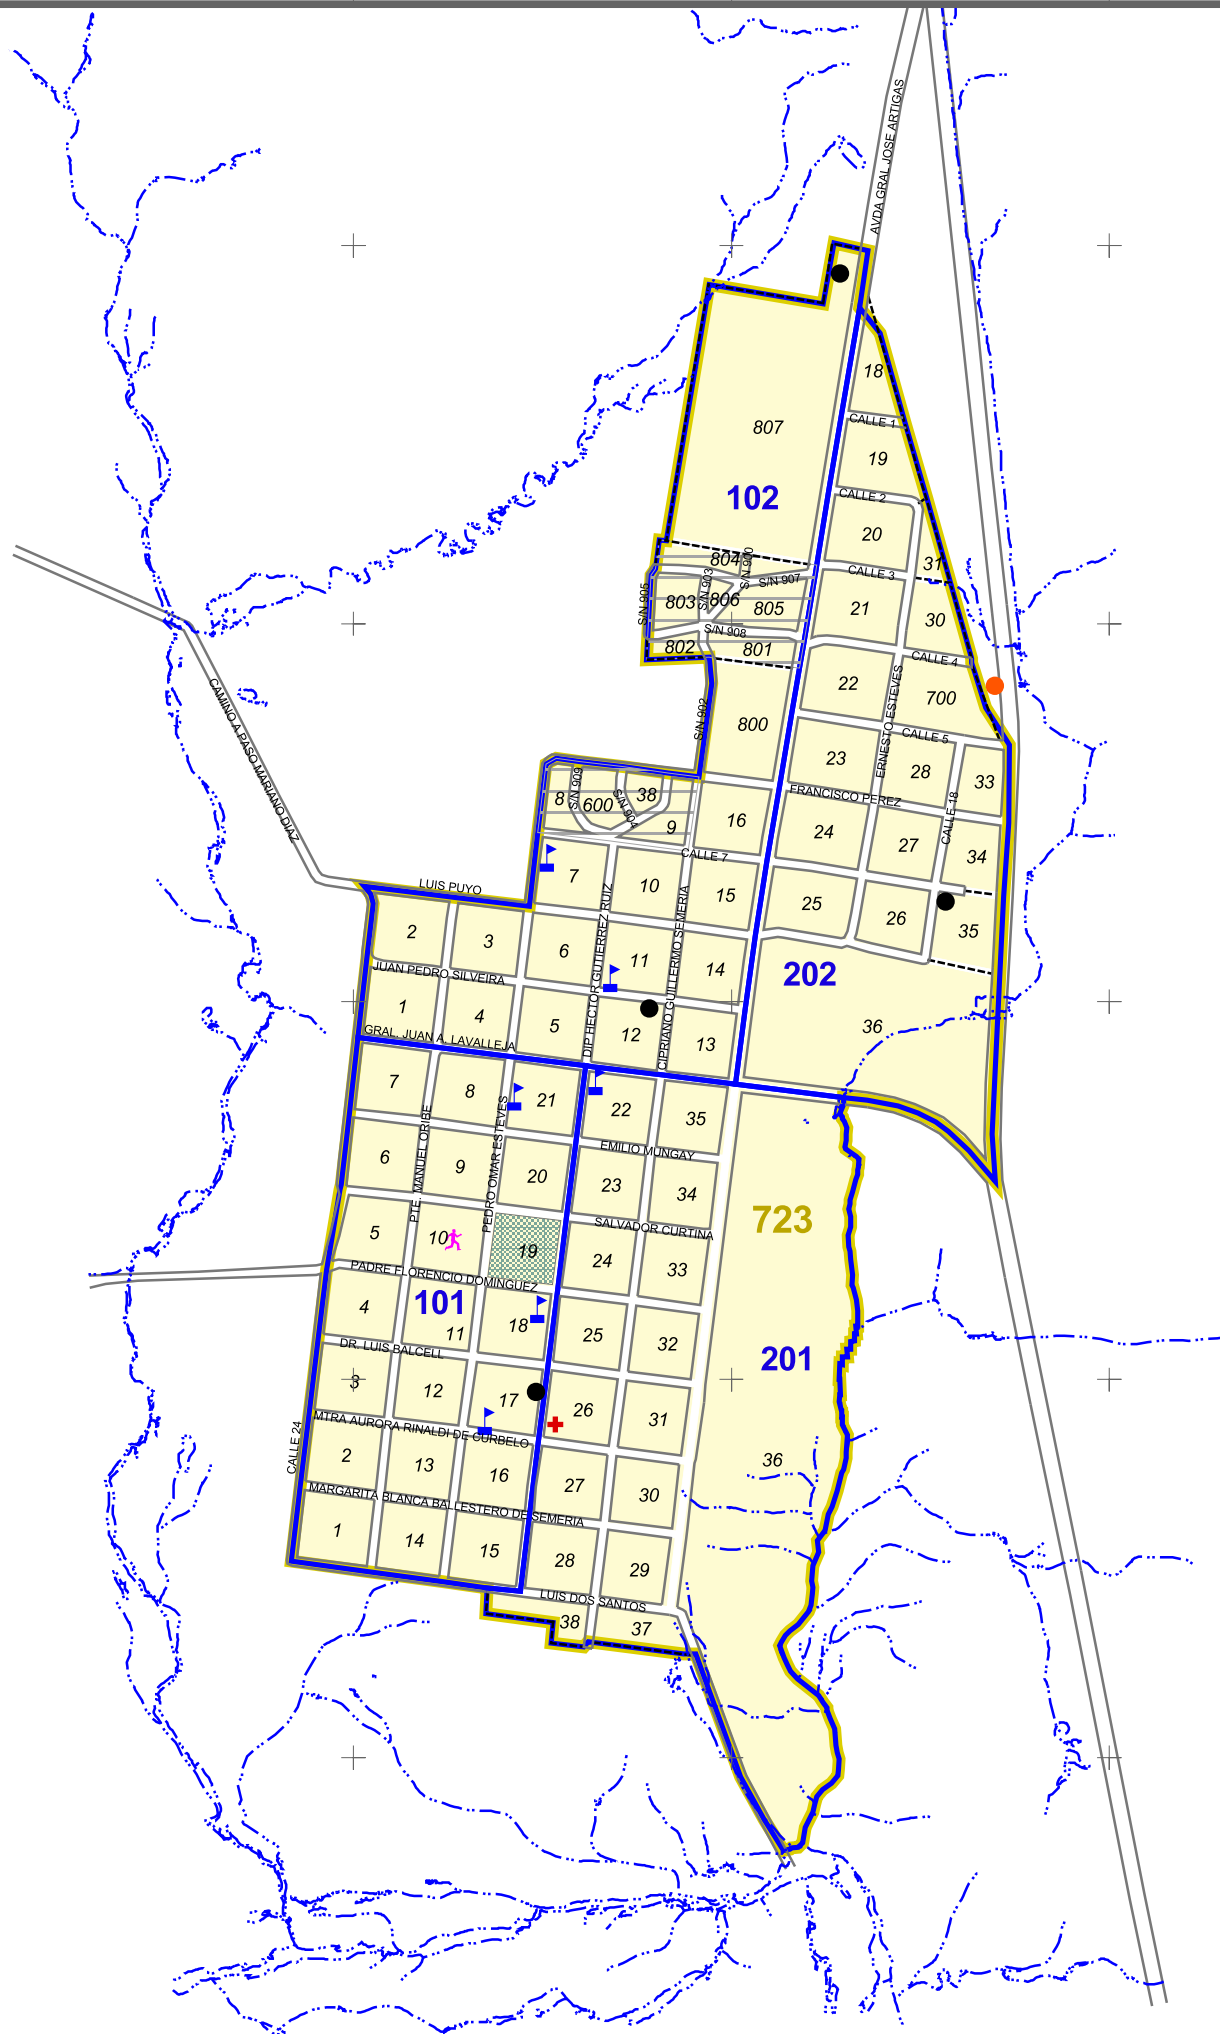 AVDA GRAL JOSE ARTIGAS
18
CALLE 1
807
19
102
CALLE 2
20
804
S/N 900
31
CALLE 3
S/N 907
S/N 905
803
S/N 903
806
805
21
30
S/N 908
802
801
CALLE 4
22
ERNESTO ESTEVES
700
S/N 902
800
CALLE 5
23
28
33
CAMINO A PASO MARIANO DIAZ
8
S/N 909
600
S/N 904
38
FRANCISCO PEREZ
CALLE 18
9
16
24
27
34
CALLE 7
7
10
15
LUIS PUYO
25
26
35
2
3
6
DIP HECTOR GUTIERREZ RUIZ
11
CIPRIANO GUILLERMO SEMERIA
14
202
JUAN PEDRO SILVEIRA
1
4
5
12
13
36
GRAL. JUAN A. LAVALLEJA
7
8
21
22
35
PTE. MANUEL ORIBE
PEDRO OMAR ESTEVES
EMILIO MUNGAY
6
9
20
23
34
723
5
10
19
SALVADOR CURTINA
24
33
PADRE FLORENCIO DOMINGUEZ
101
4
11
18
25
32
DR. LUIS BALCELL
201
3
12
17
26
31
MTRA AURORA RINALDI DE CURBELO
CALLE 24
2
13
16
27
30
36
MARGARITA BLANCA BALLESTERO DE SEMERIA
1
14
15
28
29
LUIS DOS SANTOS
38
37